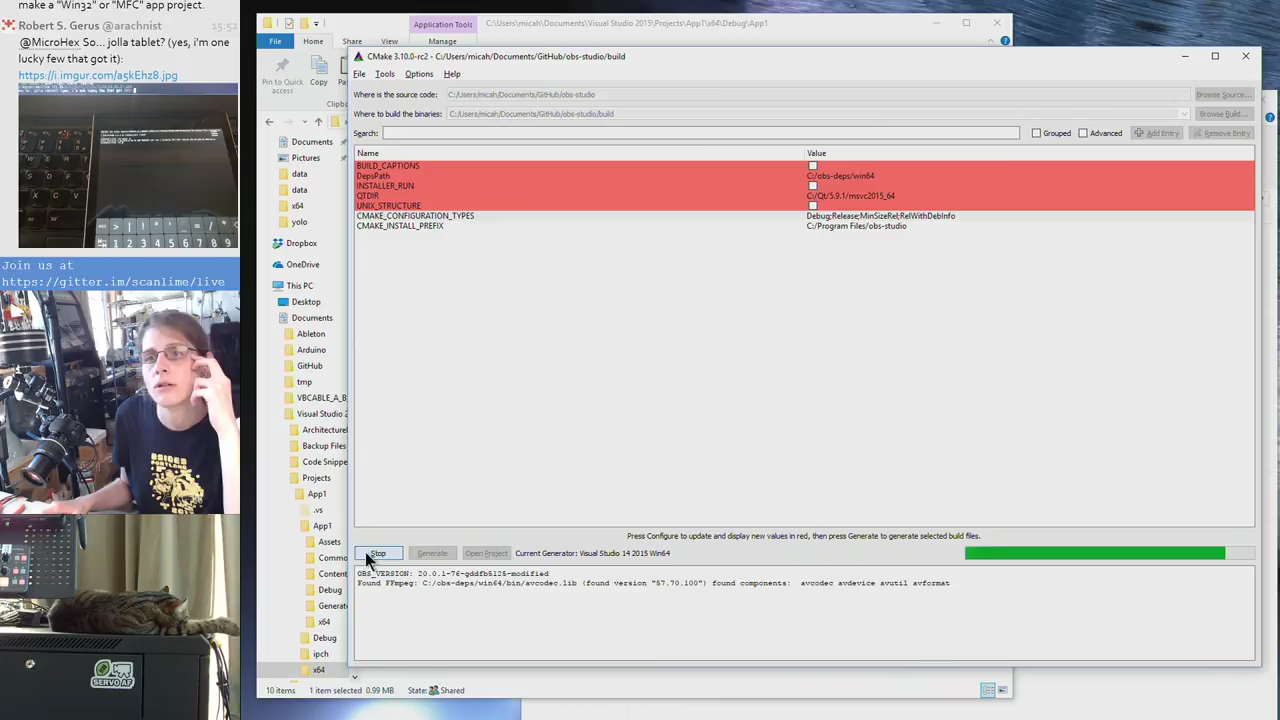 make a "Win32" or "MFC" app project.
Robert S. Gerus @arachnist 15:52
@MicroHex So... jolla tablet? (yes, i'm one
lucky few that got it):
https://i.imgur.com/a5kEhz8.jpg
Join us at
https://gitter.im/scanlime/live
BSIDES
PORTLAND
SERVO AF
Application Tools
C:\Users\micah\Documents\Visual Studio 2015\Projects\App1\x64\Debug\App1
File
Home
Share
View
Manage
Pin to Quick
access
Copy
Clipb
Documents
Pictures
data
data
x64
yolo
Dropbox
OneDrive
This PC
Desktop
Documents
Ableton
Arduino
GitHub
tmp
VBCABLE_A_B
Visual Studio 2
Architecture
Backup Files
Code Snippe
Projects
App1
.vs
App1
Assets
Commo
Content
Debug
Generate
x64
Debug
ipch
x64
10 items
1 item selected 0.99 MB
State:
Shared
CMake 3.10.0-rc2 - C:/Users/micah/Documents/GitHub/obs-studio/build
File
Tools
Options
Help
Where is the source code:
C:/Users/micah/Documents/GitHub/obs-studio
Browse Source...
Where to build the binaries:
C:/Users/micah/Documents/GitHub/obs-studio/build
Browse Build...
Search:
Grouped
Advanced
Add Entry
Remove Entry
Name
Value
BUILD_CAPTIONS
DepsPath
C:/obs-deps/win64
INSTALLER_RUN
QTDIR
C:/Qt/5.9.1/msvc2015_64
UNIX_STRUCTURE
CMAKE_CONFIGURATION_TYPES
Debug;Release;MinSizeRel;RelWithDebInfo
CMAKE_INSTALL_PREFIX
C:/Program Files/obs-studio
Press Configure to update and display new values in red, then press Generate to generate selected build files.
Stop
Generate
Open Project
Current Generator: Visual Studio 14 2015 Win64
OBS_VERSION: 20.0.1-76-gddfb5125-modified
Found FFmpeg: C:/obs-deps/win64/bin/avcodec.lib (found version "57.70.100") found components:  avcodec avdevice avutil avformat